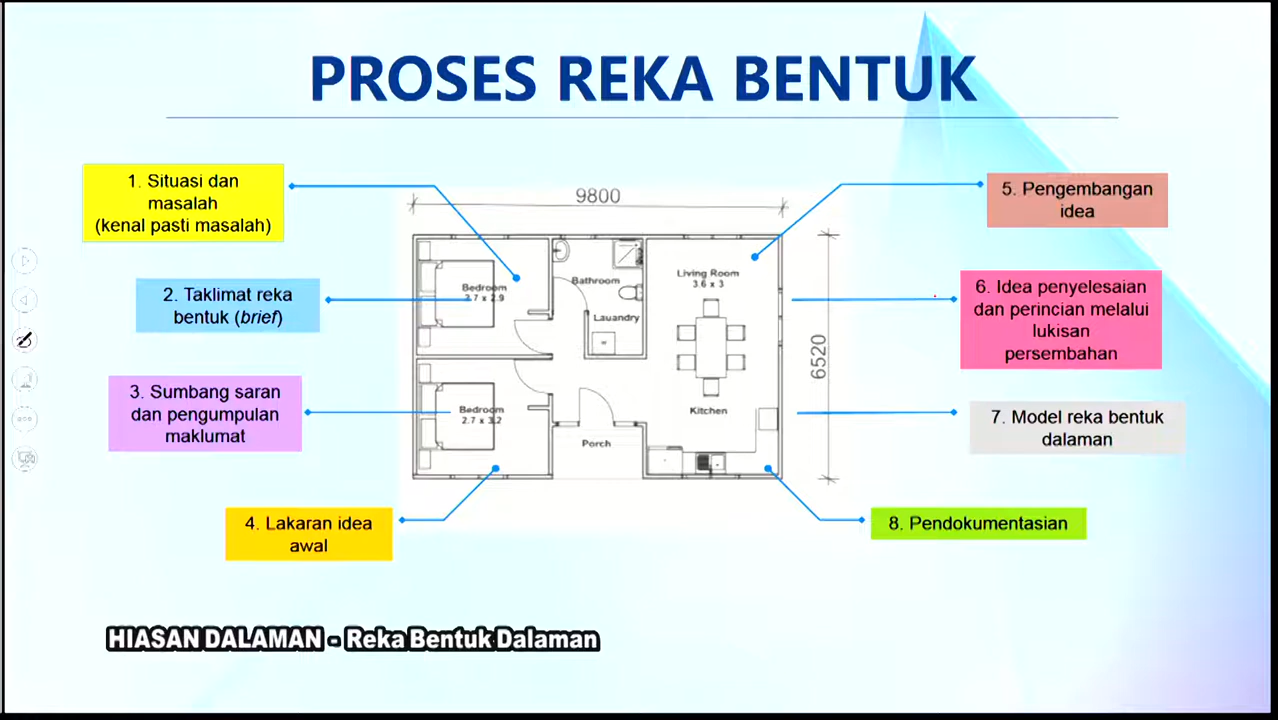 PROSES REKA BENTUK
1. Situasi dan
masalah
(kenal pasti masalah)
2. Taklimat reka
bentuk (brief)
3. Sumbang saran
dan pengumpulan
maklumat
4. Lakaran idea
awal
9800
Bedroom
2.7 x 2.9
Bathroom
Lauandry
Living Room
3.6 x 3
Bedroom
2.7 x 3.2
Kitchen
Porch
6520
5. Pengembangan
idea
6. Idea penyelesaian
dan perincian melalui
lukisan
persembahan
7. Model reka bentuk
dalaman
8. Pendokumentasian
HIASAN DALAMAN - Reka Bentuk Dalaman